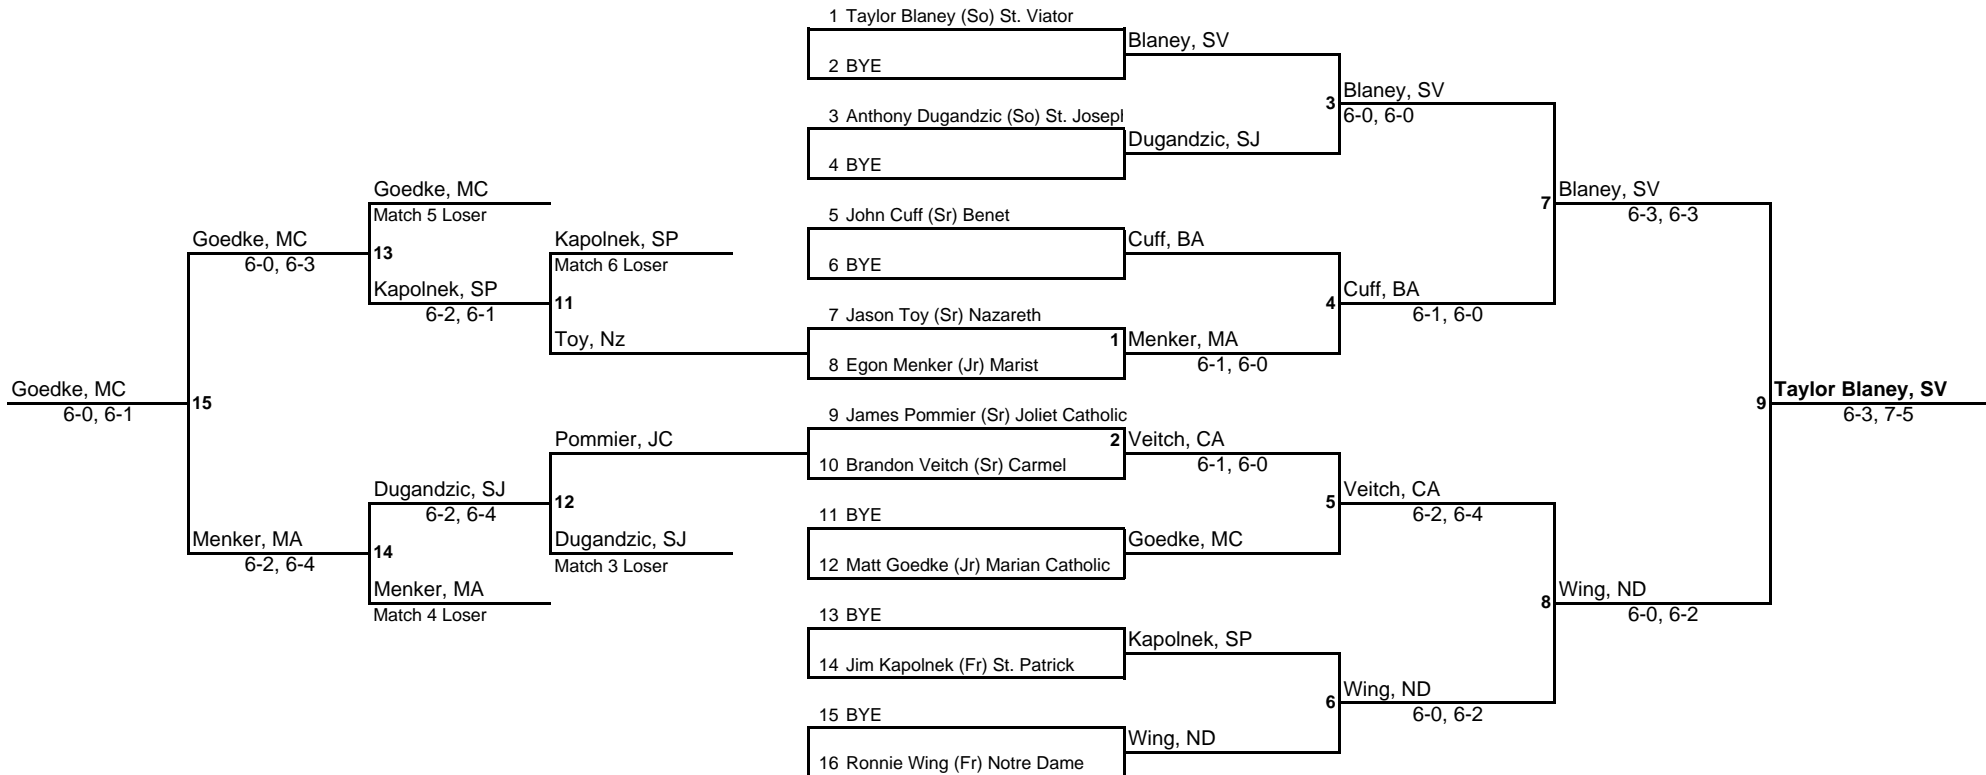 1 Taylor Blaney (So) St. Viator
Blaney, SV
2 BYE
Blaney, SV
3
6-0, 6-0
3 Anthony Dugandzic (So) St. Joseph
Dugandzic, SJ
4 BYE
Goedke, MC
Match 5 Loser
Blaney, SV
7
6-3, 6-3
5 John Cuff (Sr) Benet
Goedke, MC
6-0, 6-3
13
Kapolnek, SP
Match 6 Loser
Cuff, BA
6 BYE
Kapolnek, SP
6-2, 6-1
11
Cuff, BA
4
6-1, 6-0
7 Jason Toy (Sr) Nazareth
Toy, Nz
1
Menker, MA
6-1, 6-0
8 Egon Menker (Jr) Marist
Goedke, MC
6-0, 6-1
15
Taylor Blaney, SV
9
6-3, 7-5
9 James Pommier (Sr) Joliet Catholic
Pommier, JC
2
Veitch, CA
6-1, 6-0
10 Brandon Veitch (Sr) Carmel
Dugandzic, SJ
6-2, 6-4
12
Veitch, CA
5
6-2, 6-4
11 BYE
Menker, MA
6-2, 6-4
14
Dugandzic, SJ
Match 3 Loser
Goedke, MC
12 Matt Goedke (Jr) Marian Catholic
Menker, MA
Match 4 Loser
Wing, ND
8
6-0, 6-2
13 BYE
Kapolnek, SP
14 Jim Kapolnek (Fr) St. Patrick
Wing, ND
6
6-0, 6-2
15 BYE
Wing, ND
16 Ronnie Wing (Fr) Notre Dame